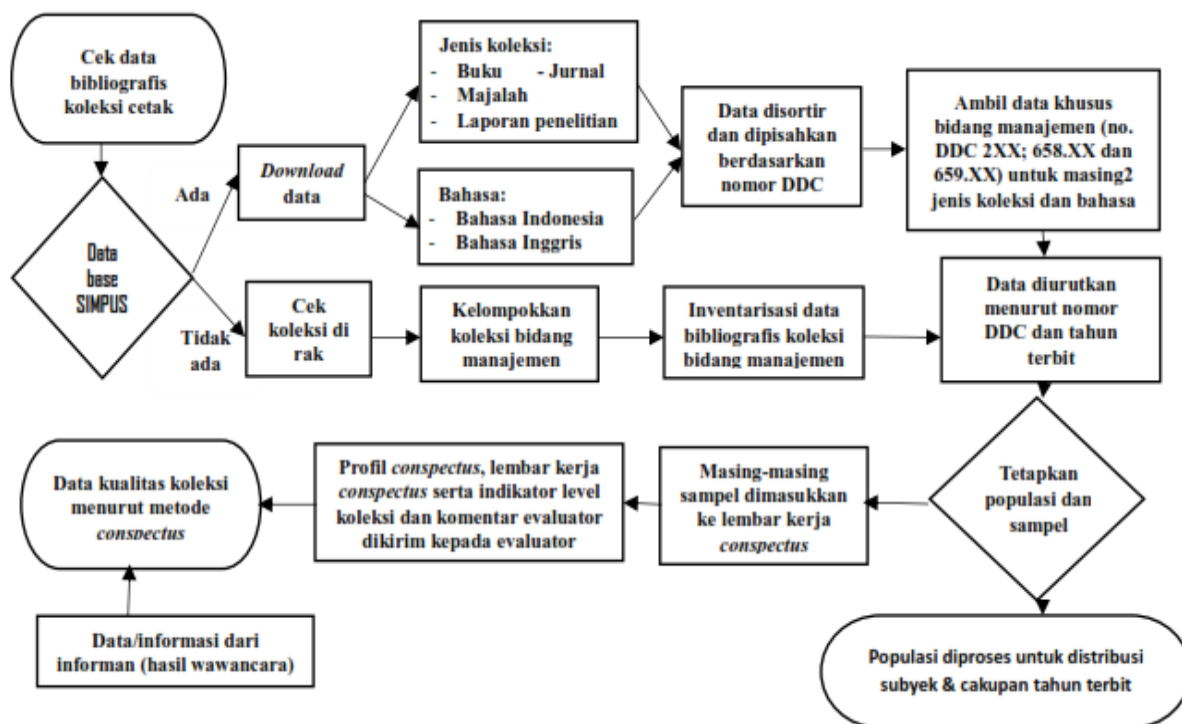 Cek data
bibliografis
koleksi cetak
Data
base
SIMPUS
Ada
Tidak
ada
Download
data
Jenis koleksi:
- Buku - Jurnal
- Majalah
- Laporan penelitian
Bahasa:
- Bahasa Indonesia
- Bahasa Inggris
Data disortir
dan dipisahkan
berdasarkan
nomor DDC
Ambil data khusus
bidang manajemen (no.
DDC 2XX; 658.XX dan
659.XX) untuk masing2
jenis koleksi dan bahasa
Cek
koleksi di
rak
Kelompokkan
koleksi bidang
manajemen
Inventarisasi data
bibliografis koleksi
bidang manajemen
Data diurutkan
menurut nomor
DDC dan tahun
terbit
Tetapkan
populasi dan
sampel
Masing-masing
sampel dimasukkan
ke lembar kerja
conspectus
Profil conspectus, lembar kerja
conspectus serta indikator level
koleksi dan komentar evaluator
dikirim kepada evaluator
Data kualitas koleksi
menurut metode
conspectus
Data/informasi dari
informan (hasil wawancara)
Populasi diproses untuk distribusi
subyek & cakupan tahun terbit